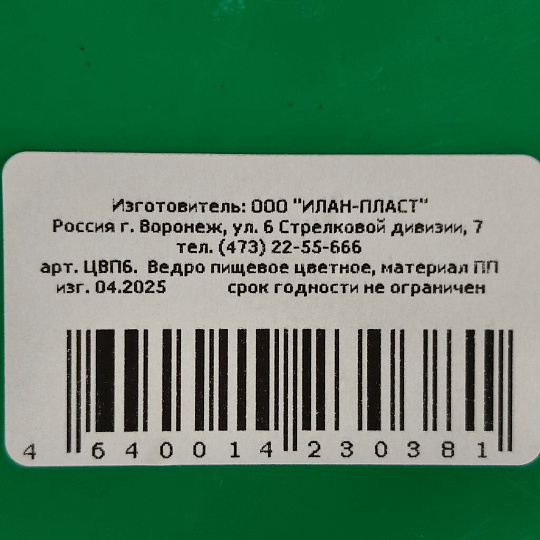 Изготовитель: ООО "ИЛАН-ПЛАСТ"
Россия г. Воронеж, ул. 6 Стрелковой дивизии, 7
тел. (473) 22-55-666
арт. ЦВП6. Ведро пищевое цветное, материал ПП
изг. 04.2025 срок годности не ограничен
4 640014 230381